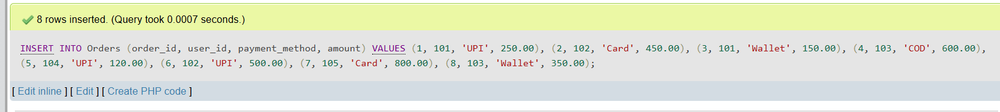 8 rows inserted. (Query took 0.0007 seconds.)
INSERT INTO Orders (order_id, user_id, payment_method, amount) VALUES (1, 101, 'UPI', 250.00), (2, 102, 'Card', 450.00), (3, 101, 'Wallet', 150.00), (4, 103, 'COD', 600.00),
(5, 104, 'UPI', 120.00), (6, 102, 'UPI', 500.00), (7, 105, 'Card', 800.00), (8, 103, 'Wallet', 350.00);
[ Edit inline ] [ Edit ] [ Create PHP code ]